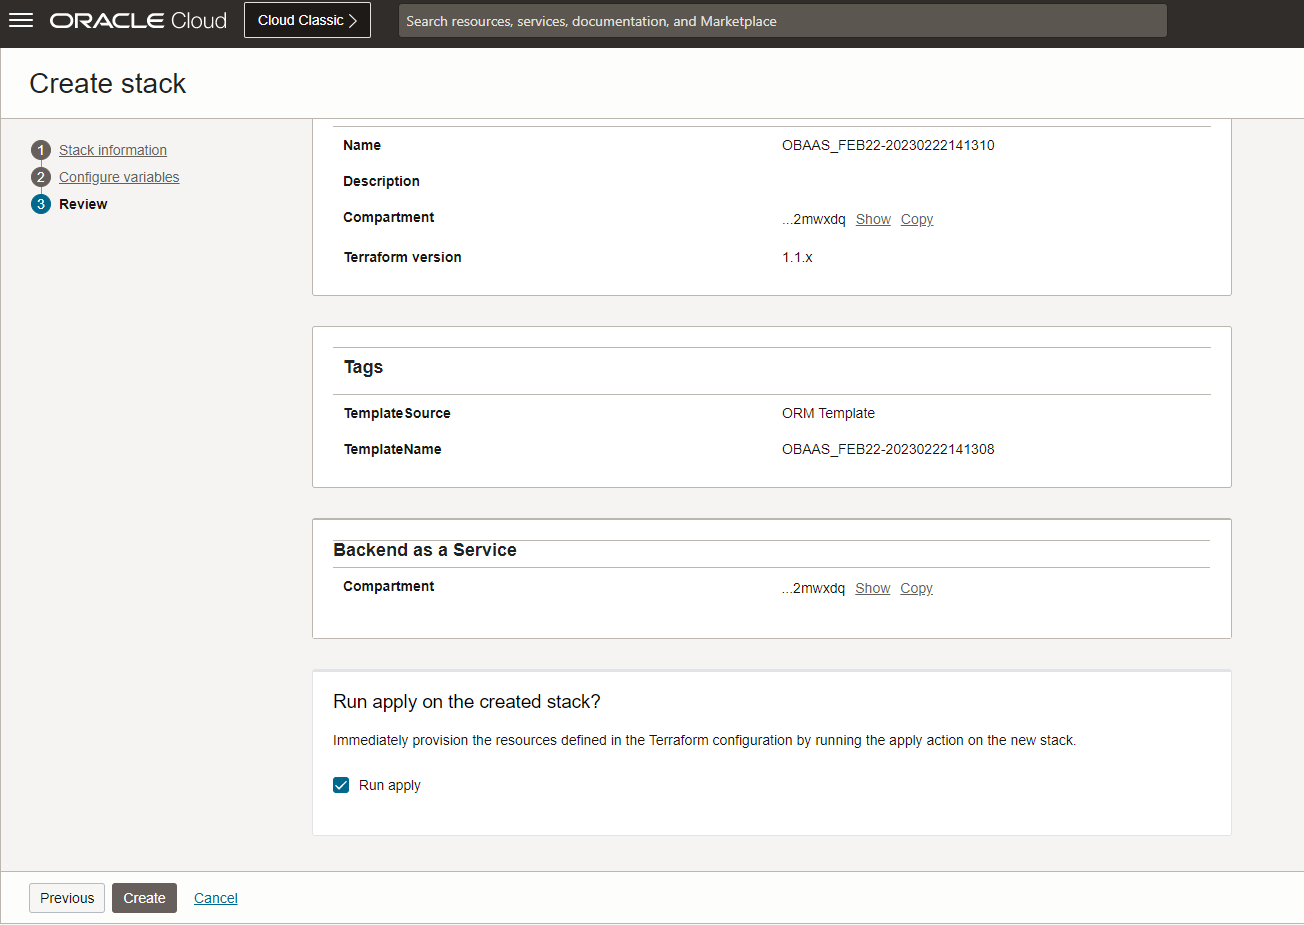 ORACLE Cloud
Cloud Classic
Search resources, services, documentation, and Marketplace
Create stack
1 Stack information
2 Configure variables
3 Review
Name OBAAS_FEB22-20230222141310
Description
Compartment ...2mwxdq Show Copy
Terraform version 1.1.x
Tags
TemplateSource ORM Template
TemplateName OBAAS_FEB22-20230222141308
Backend as a Service
Compartment ...2mwxdq Show Copy
Run apply on the created stack?
Immediately provision the resources defined in the Terraform configuration by running the apply action on the new stack.
Run apply
Previous Create Cancel